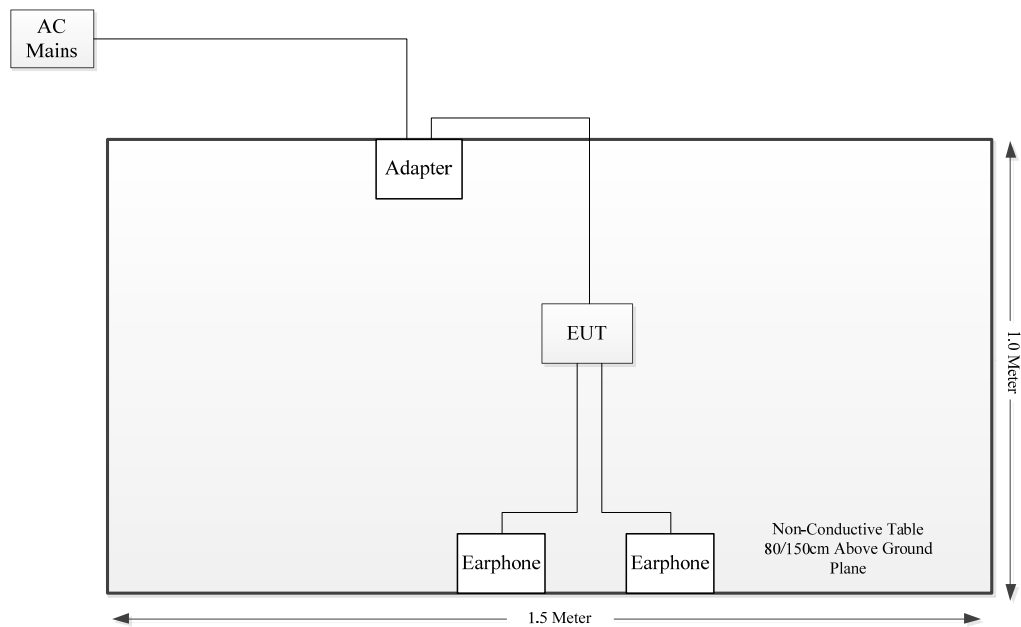 AC
Mains
Adapter
EUT
1.0 Meter
Earphone
Earphone
Non-Conductive Table
80/150cm Above Ground
Plane
1.5 Meter